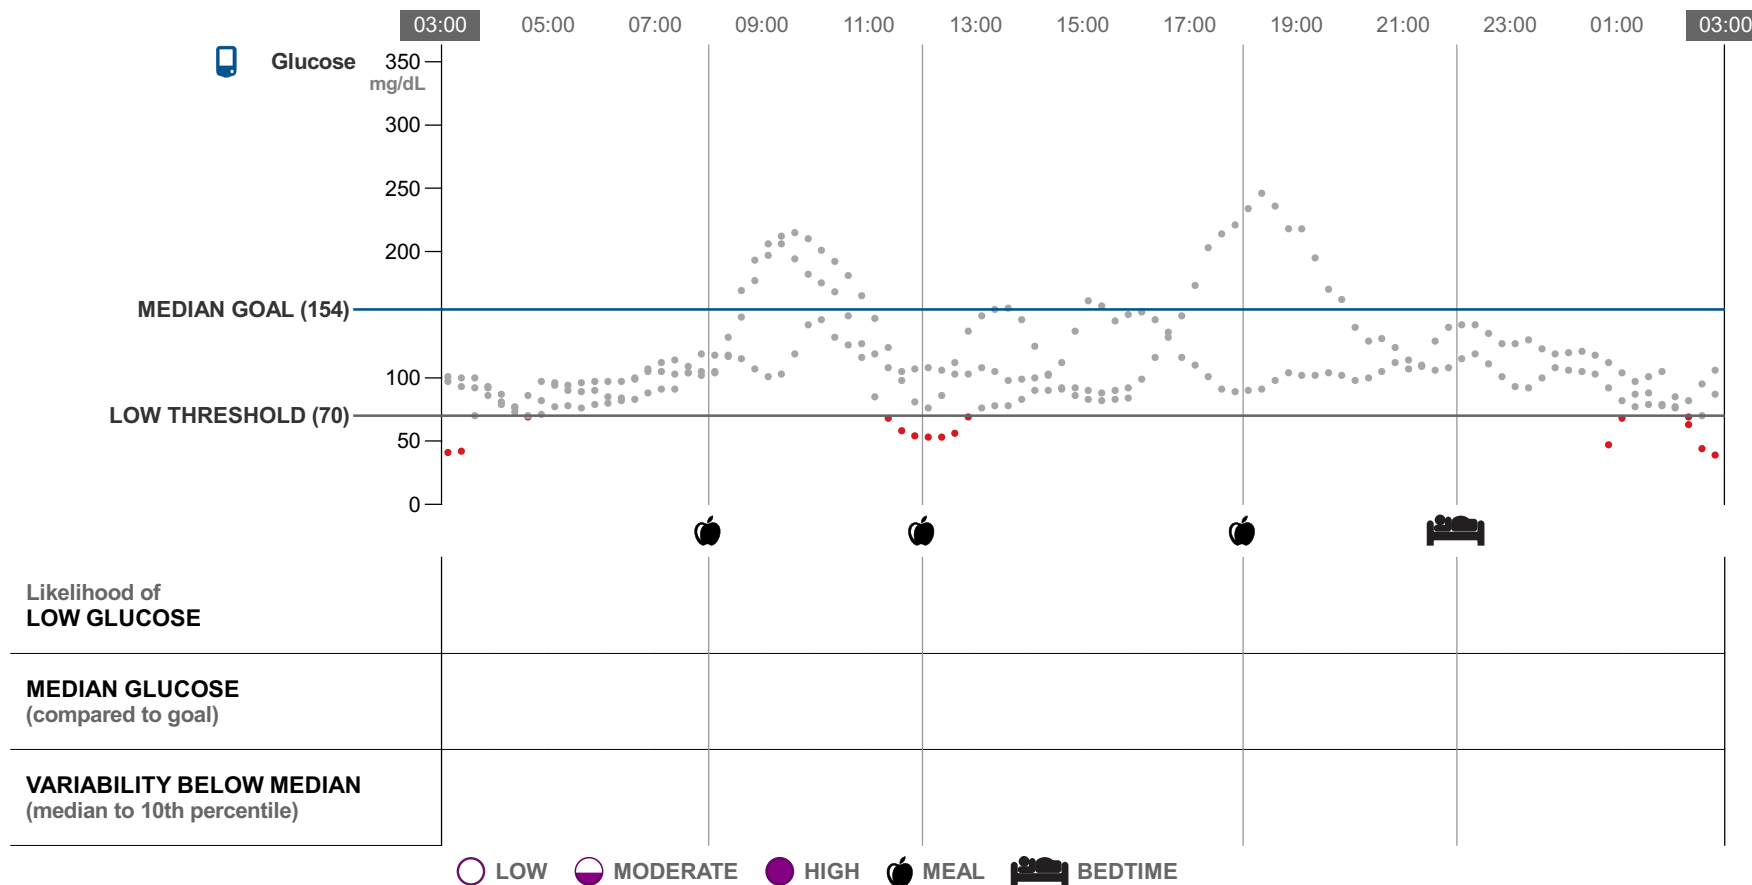 03:00 05:00 07:00 09:00 11:00 13:00 15:00 17:00 19:00 21:00 23:00 01:00 03:00
Glucose 350
mg/dL
300
250
200
MEDIAN GOAL (154)
100
LOW THRESHOLD (70)
50
0
Likelihood of
LOW GLUCOSE
MEDIAN GLUCOSE
(compared to goal)
VARIABILITY BELOW MEDIAN
(median to 10th percentile)
LOW MODERATE HIGH MEAL BEDTIME